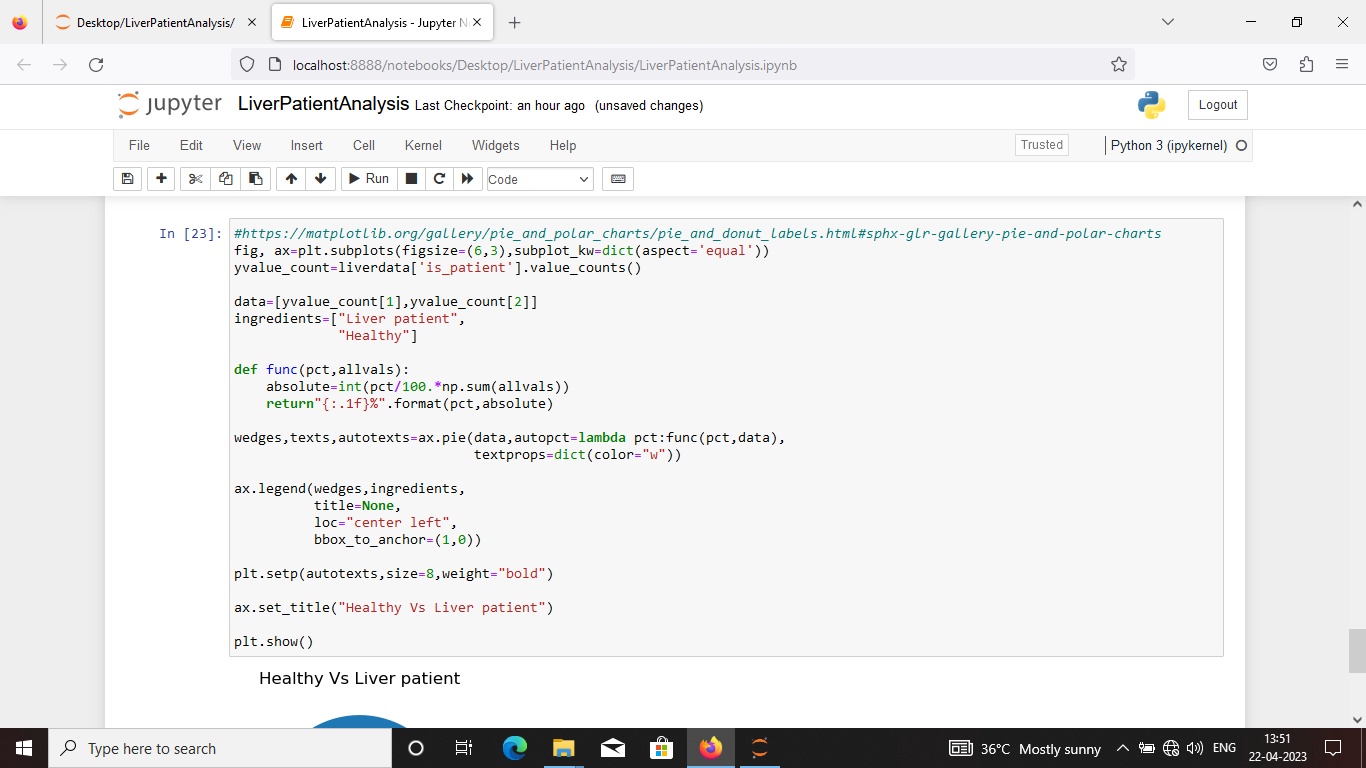 Desktop/LiverPatientAnalysis/
LiverPatientAnalysis - Jupyter N
localhost:8888/notebooks/Desktop/LiverPatientAnalysis/LiverPatientAnalysis.ipynb
jupyter LiverPatientAnalysis Last Checkpoint: an hour ago (unsaved changes)
Logout
File Edit View Insert Cell Kernel Widgets Help
Trusted
Python 3 (ipykernel)
Run
Code
In [23]:
#https://matplotlib.org/gallery/pie_and_polar_charts/pie_and_donut_labels.html#sphx-glr-gallery-pie-and-polar-charts
fig, ax=plt.subplots(figsize=(6,3),subplot_kw=dict(aspect='equal'))
yvalue_count=liverdata['is_patient'].value_counts()
data=[yvalue_count[1],yvalue_count[2]]
ingredients=["Liver patient",
"Healthy"]
def func(pct,allvals):
absolute=int(pct/100.*np.sum(allvals))
return"{:.1f}%".format(pct,absolute)
wedges,texts,autotexts=ax.pie(data,autopct=lambda pct:func(pct,data),
textprops=dict(color="w"))
ax.legend(wedges,ingredients,
title=None,
loc="center left",
bbox_to_anchor=(1,0))
plt.setp(autotexts,size=8,weight="bold")
ax.set_title("Healthy Vs Liver patient")
plt.show()
Healthy Vs Liver patient
Type here to search
36°C Mostly sunny
ENG
13:51
22-04-2023